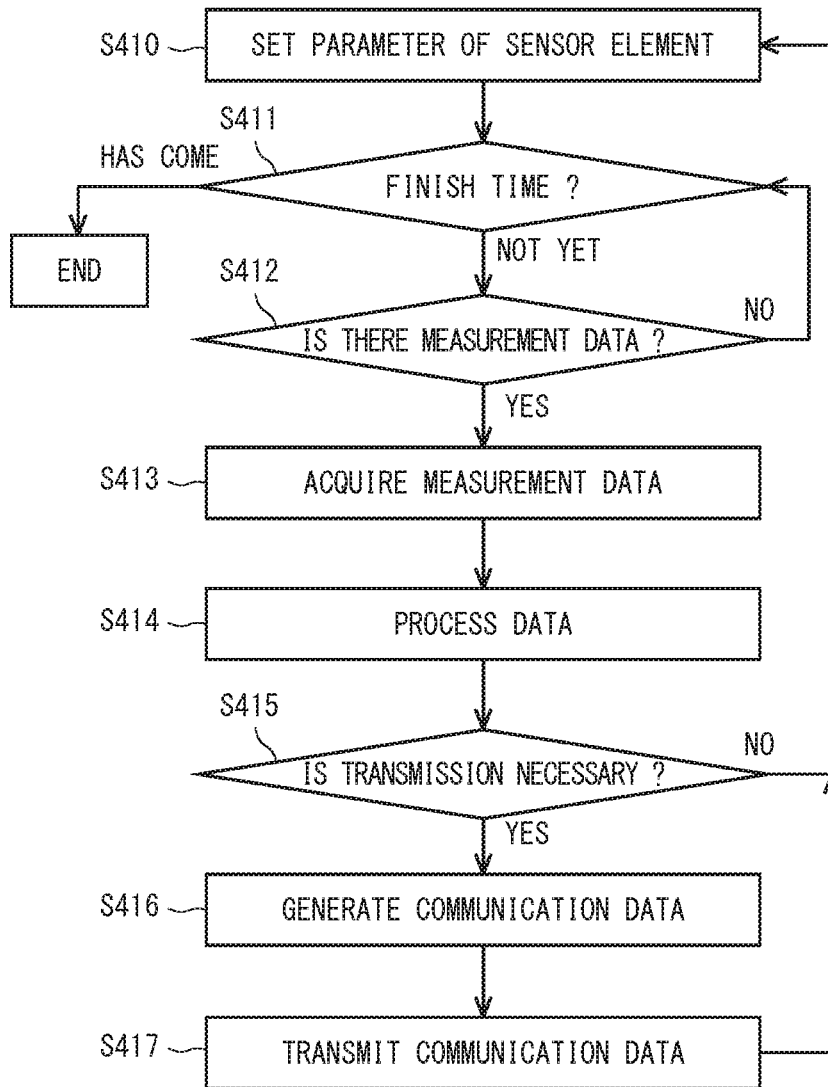 S410
SET PARAMETER OF SENSOR ELEMENT
S411
HAS COME
FINISH TIME ?
END
NOT YET
S412
NO
IS THERE MEASUREMENT DATA ?
YES
S413
ACQUIRE MEASUREMENT DATA
S414
PROCESS DATA
S415
NO
IS TRANSMISSION NECESSARY ?
YES
S416
GENERATE COMMUNICATION DATA
S417
TRANSMIT COMMUNICATION DATA